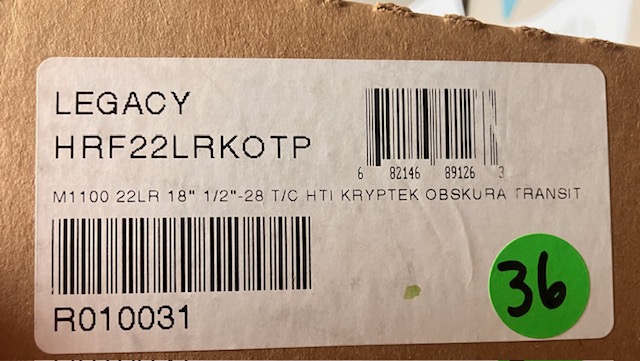 LEGACY
HRF22LRKOTP
6 82146 89126 3
M1100 22LR 18" 1/2"-28 T/C HTI KRYPTEK OBSKURA TRANSIT
R010031
36